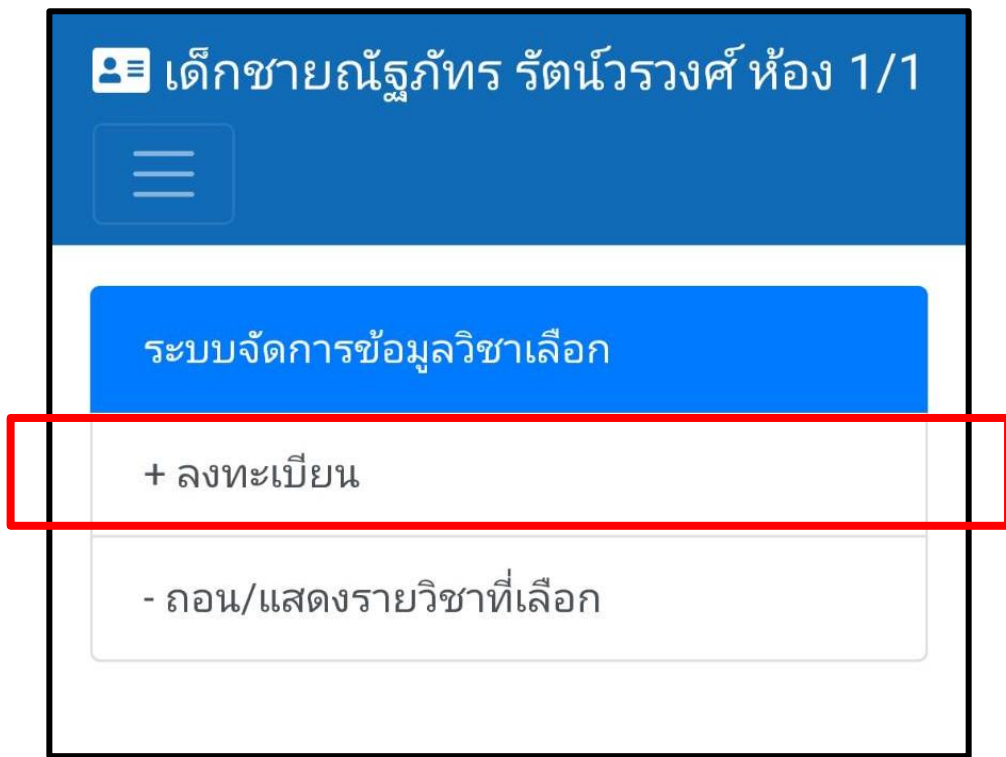 เด็กชายณัฐภัทร รัตน์วรวงศ์ ห้อง 1/1
ระบบจัดการข้อมูลวิชาเลือก
+ ลงทะเบียน
- ถอน/แสดงรายวิชาที่เลือก